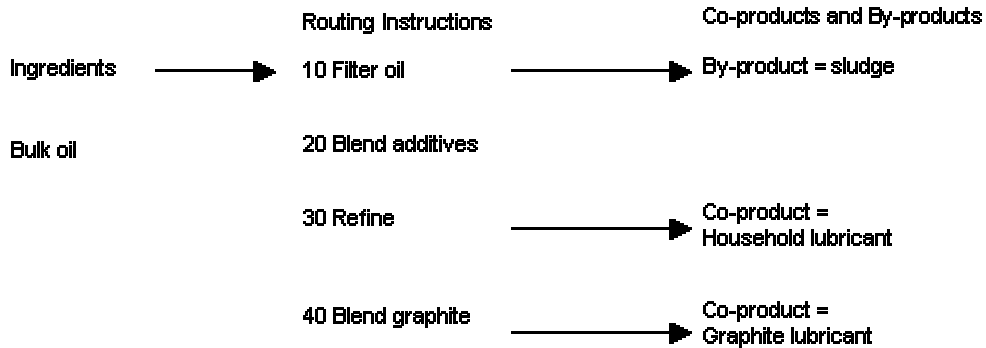 Routing Instructions
Co-products and By-products
Ingredients
10 Filter oil
By-product = sludge
Bulk oil
20 Blend additives
30 Refine
Co-product =
Household lubricant
40 Blend graphite
Co-product =
Graphite lubricant